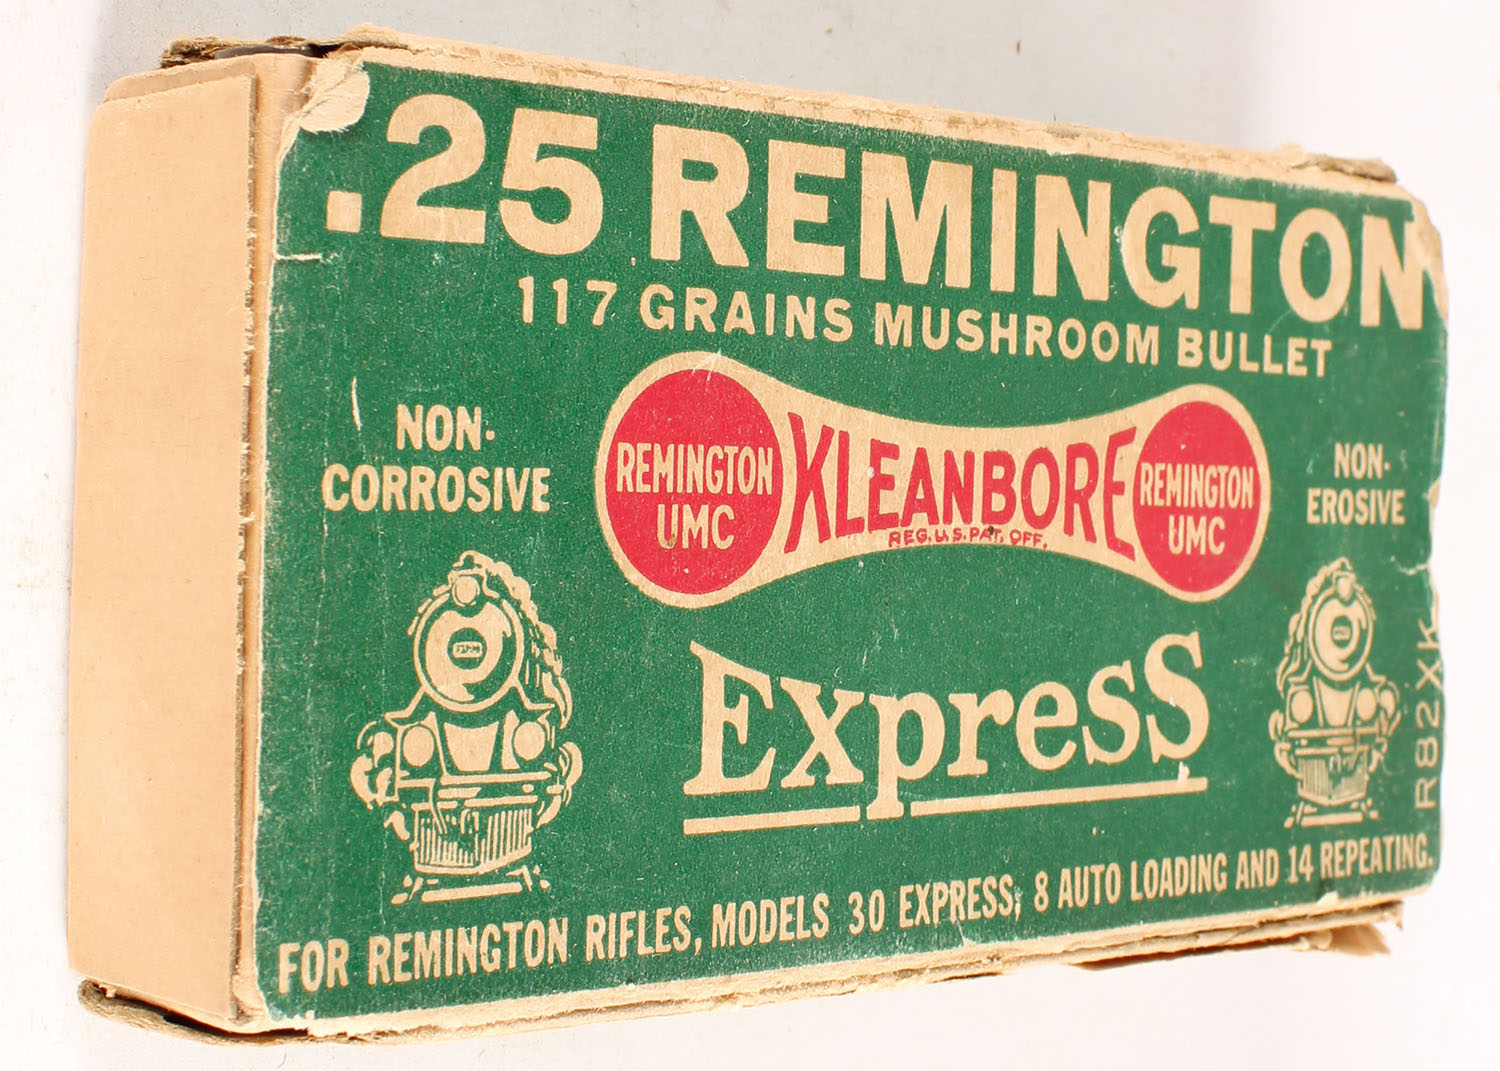 .25 REMINGTON
117 GRAINS MUSHROOM BULLET
NON-
CORROSIVE
REMINGTON
UMC
KLEANBORE
REG. U.S. PAT. OFF.
REMINGTON
UMC
NON-
EROSIVE
Express
R82XK
FOR REMINGTON RIFLES, MODELS 30 EXPRESS, 8 AUTO LOADING AND 14 REPEATING.